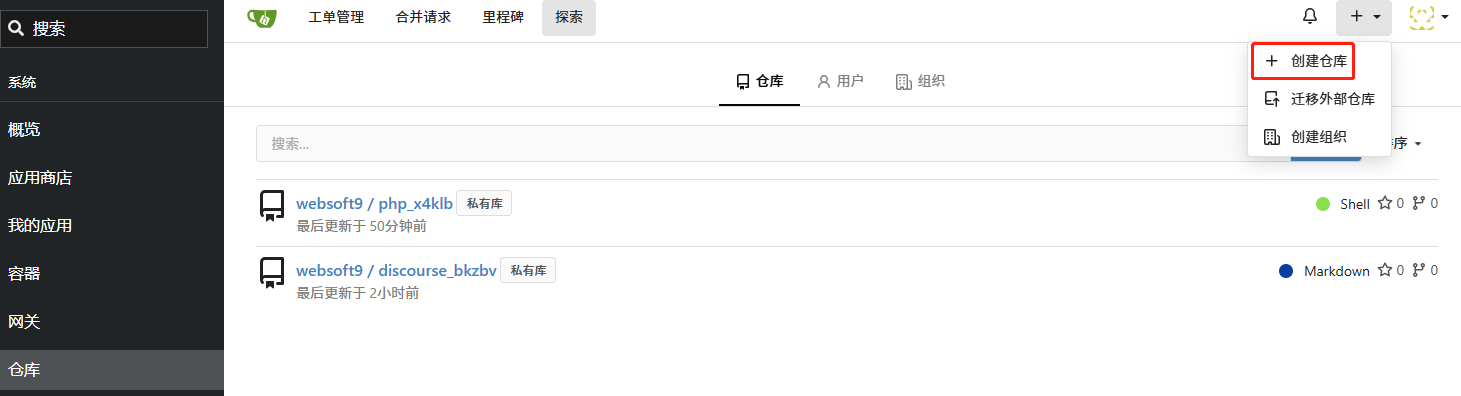 搜索
系统
概览
应用商店
我的应用
容器
网关
仓库
工单管理 合并请求 里程碑 探索
创建仓库
迁移外部仓库
创建组织
仓库 用户 组织
搜索...
序
websoft9 / php_x4klb 私有库 Shell 0 0
最后更新于 50分钟前
websoft9 / discourse_bkzbv 私有库 Markdown 0 0
最后更新于 2小时前